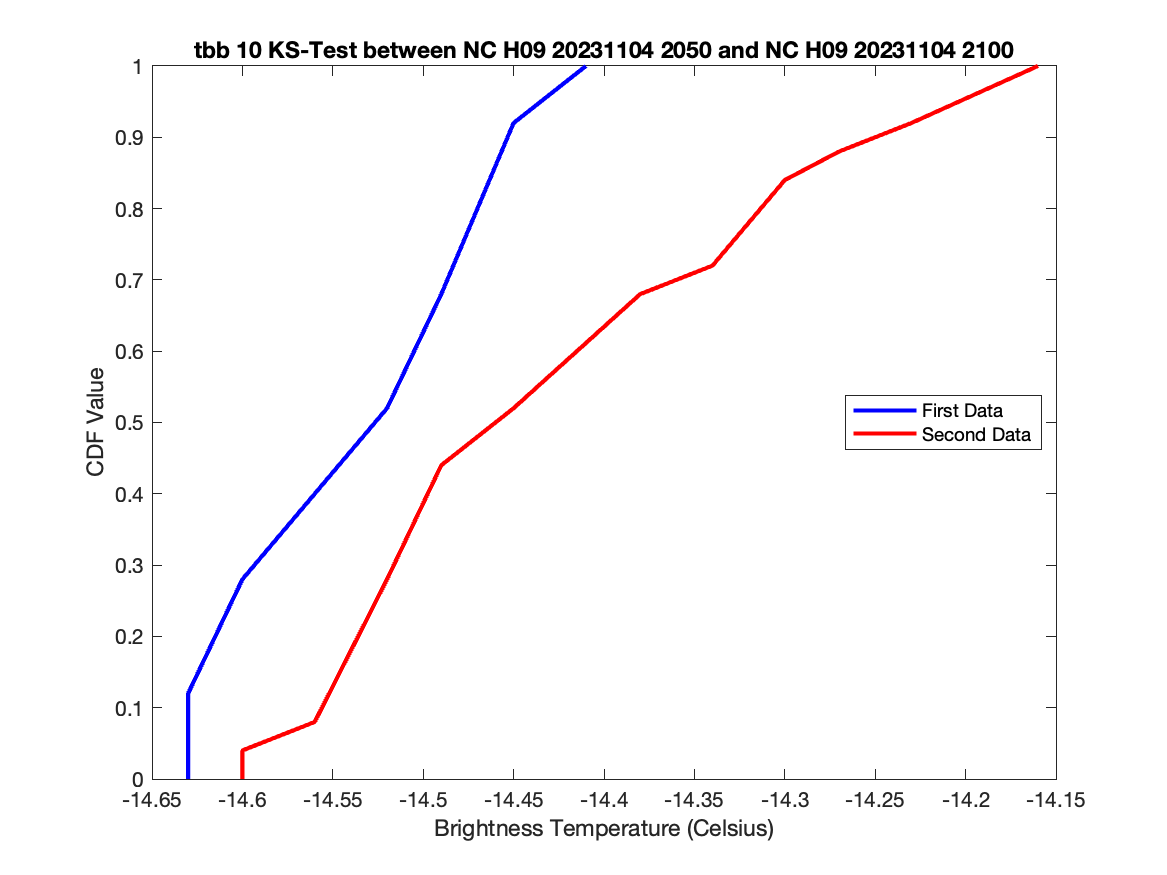 tbb 10 KS-Test between NC H09 20231104 2050 and NC H09 20231104 2100
1
0.9
0.8
0.7
0.6
0.5
0.4
0.3
0.2
0.1
0
CDF Value
First Data
Second Data
-14.65 -14.6 -14.55 -14.5 -14.45 -14.4 -14.35 -14.3 -14.25 -14.2 -14.15
Brightness Temperature (Celsius)